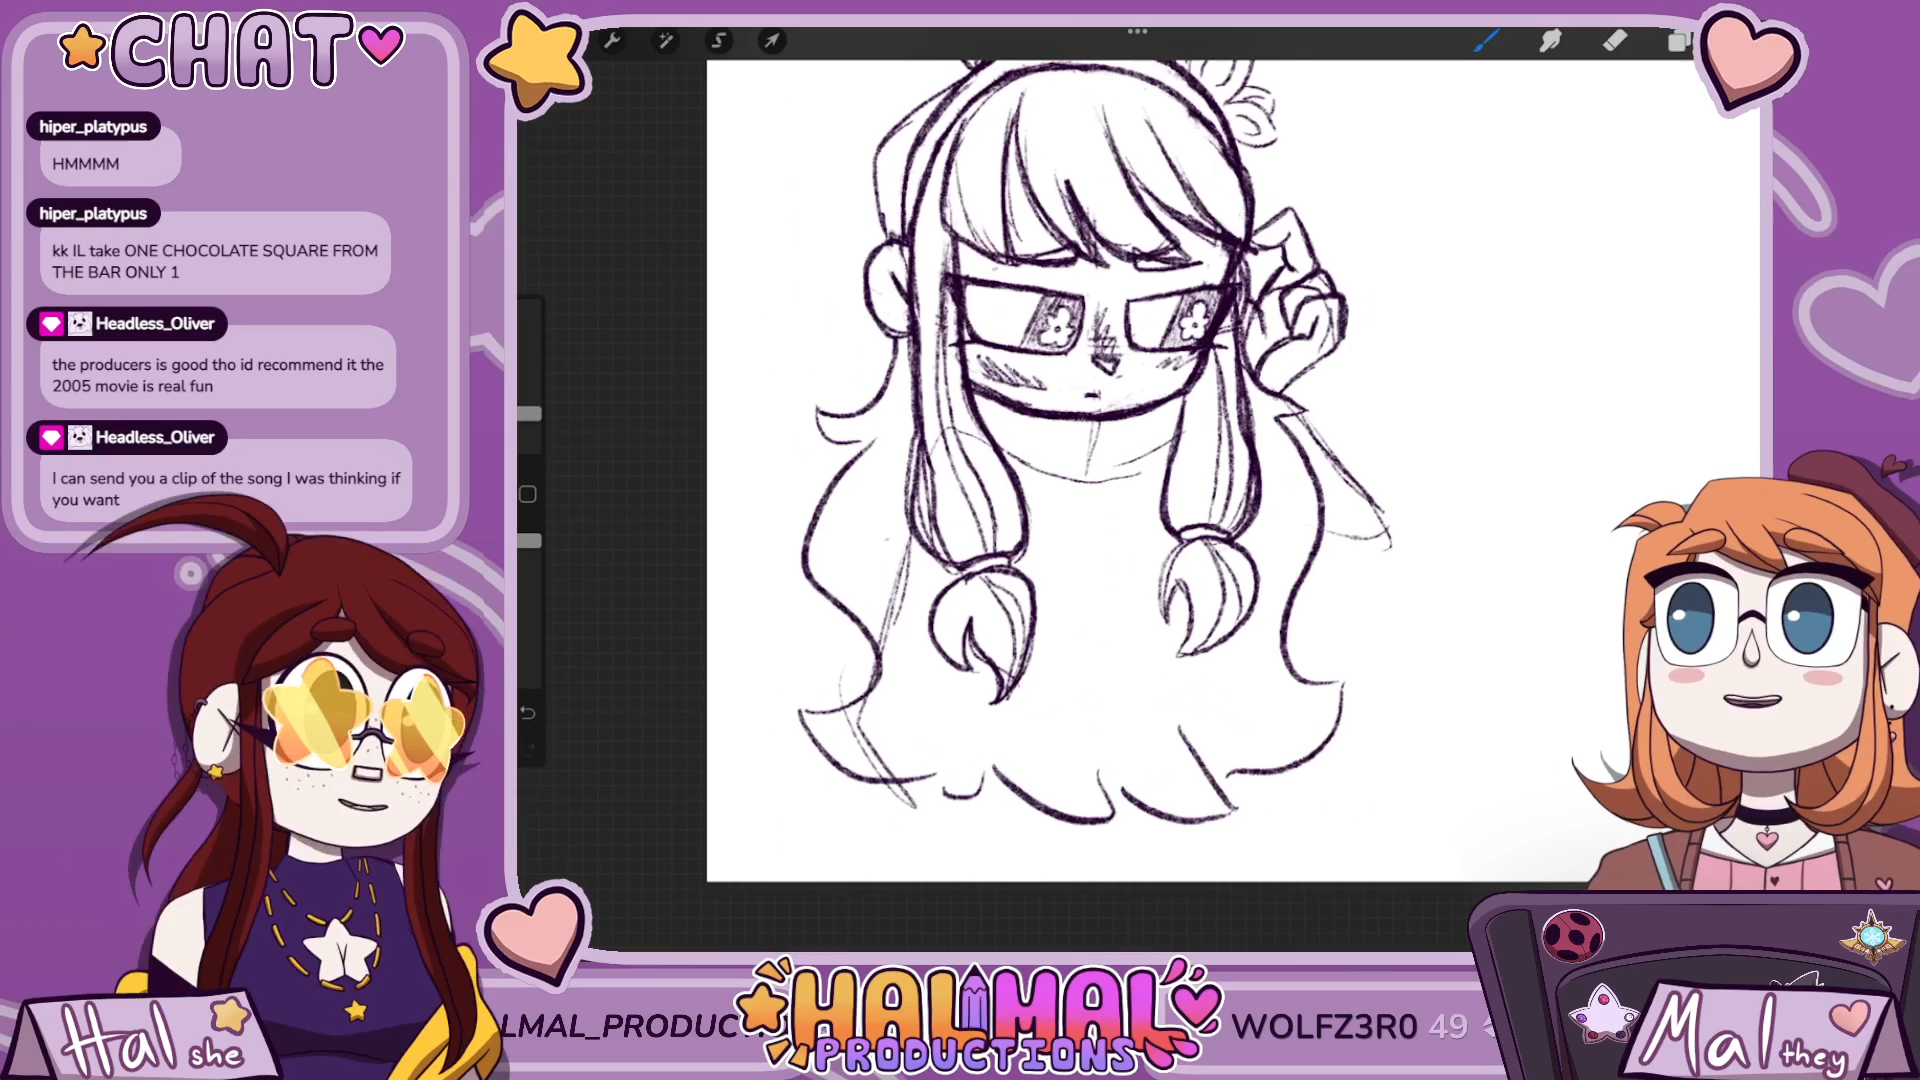 CHAT
hiper_platypus
HMMMM
hiper_platypus
kk IL take ONE CHOCOLATE SQUARE FROM
THE BAR ONLY 1
Headless_Oliver
the producers is good tho id recommend it the
2005 movie is real fun
Headless_Oliver
I can send you a clip of the song I was thinking if
you want
Hal she
LMAL_PRODUC
HALMAL
PRODUCTIONS
WOLFZ3R0 49
Mal they